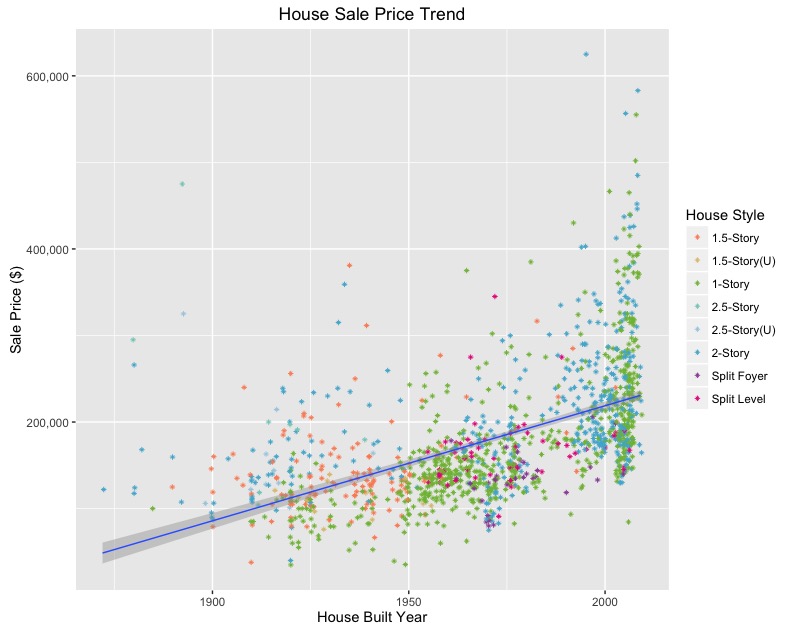 House Sale Price Trend
600,000
400,000
200,000
Sale Price ($)
1900
1950
2000
House Built Year
House Style
1.5-Story
1.5-Story(U)
1-Story
2.5-Story
2.5-Story(U)
2-Story
Split Foyer
Split Level